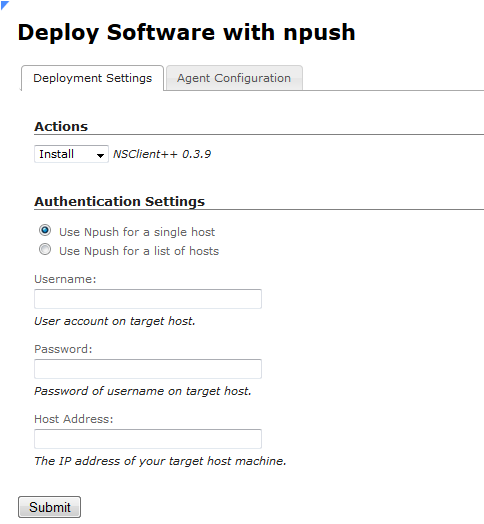 Deploy Software with npush
Deployment Settings
Agent Configuration
Actions
Install NSClient++ 0.3.9
Authentication Settings
Use Npush for a single host
Use Npush for a list of hosts
Username:
User account on target host.
Password:
Password of username on target host.
Host Address:
The IP address of your target host machine.
Submit